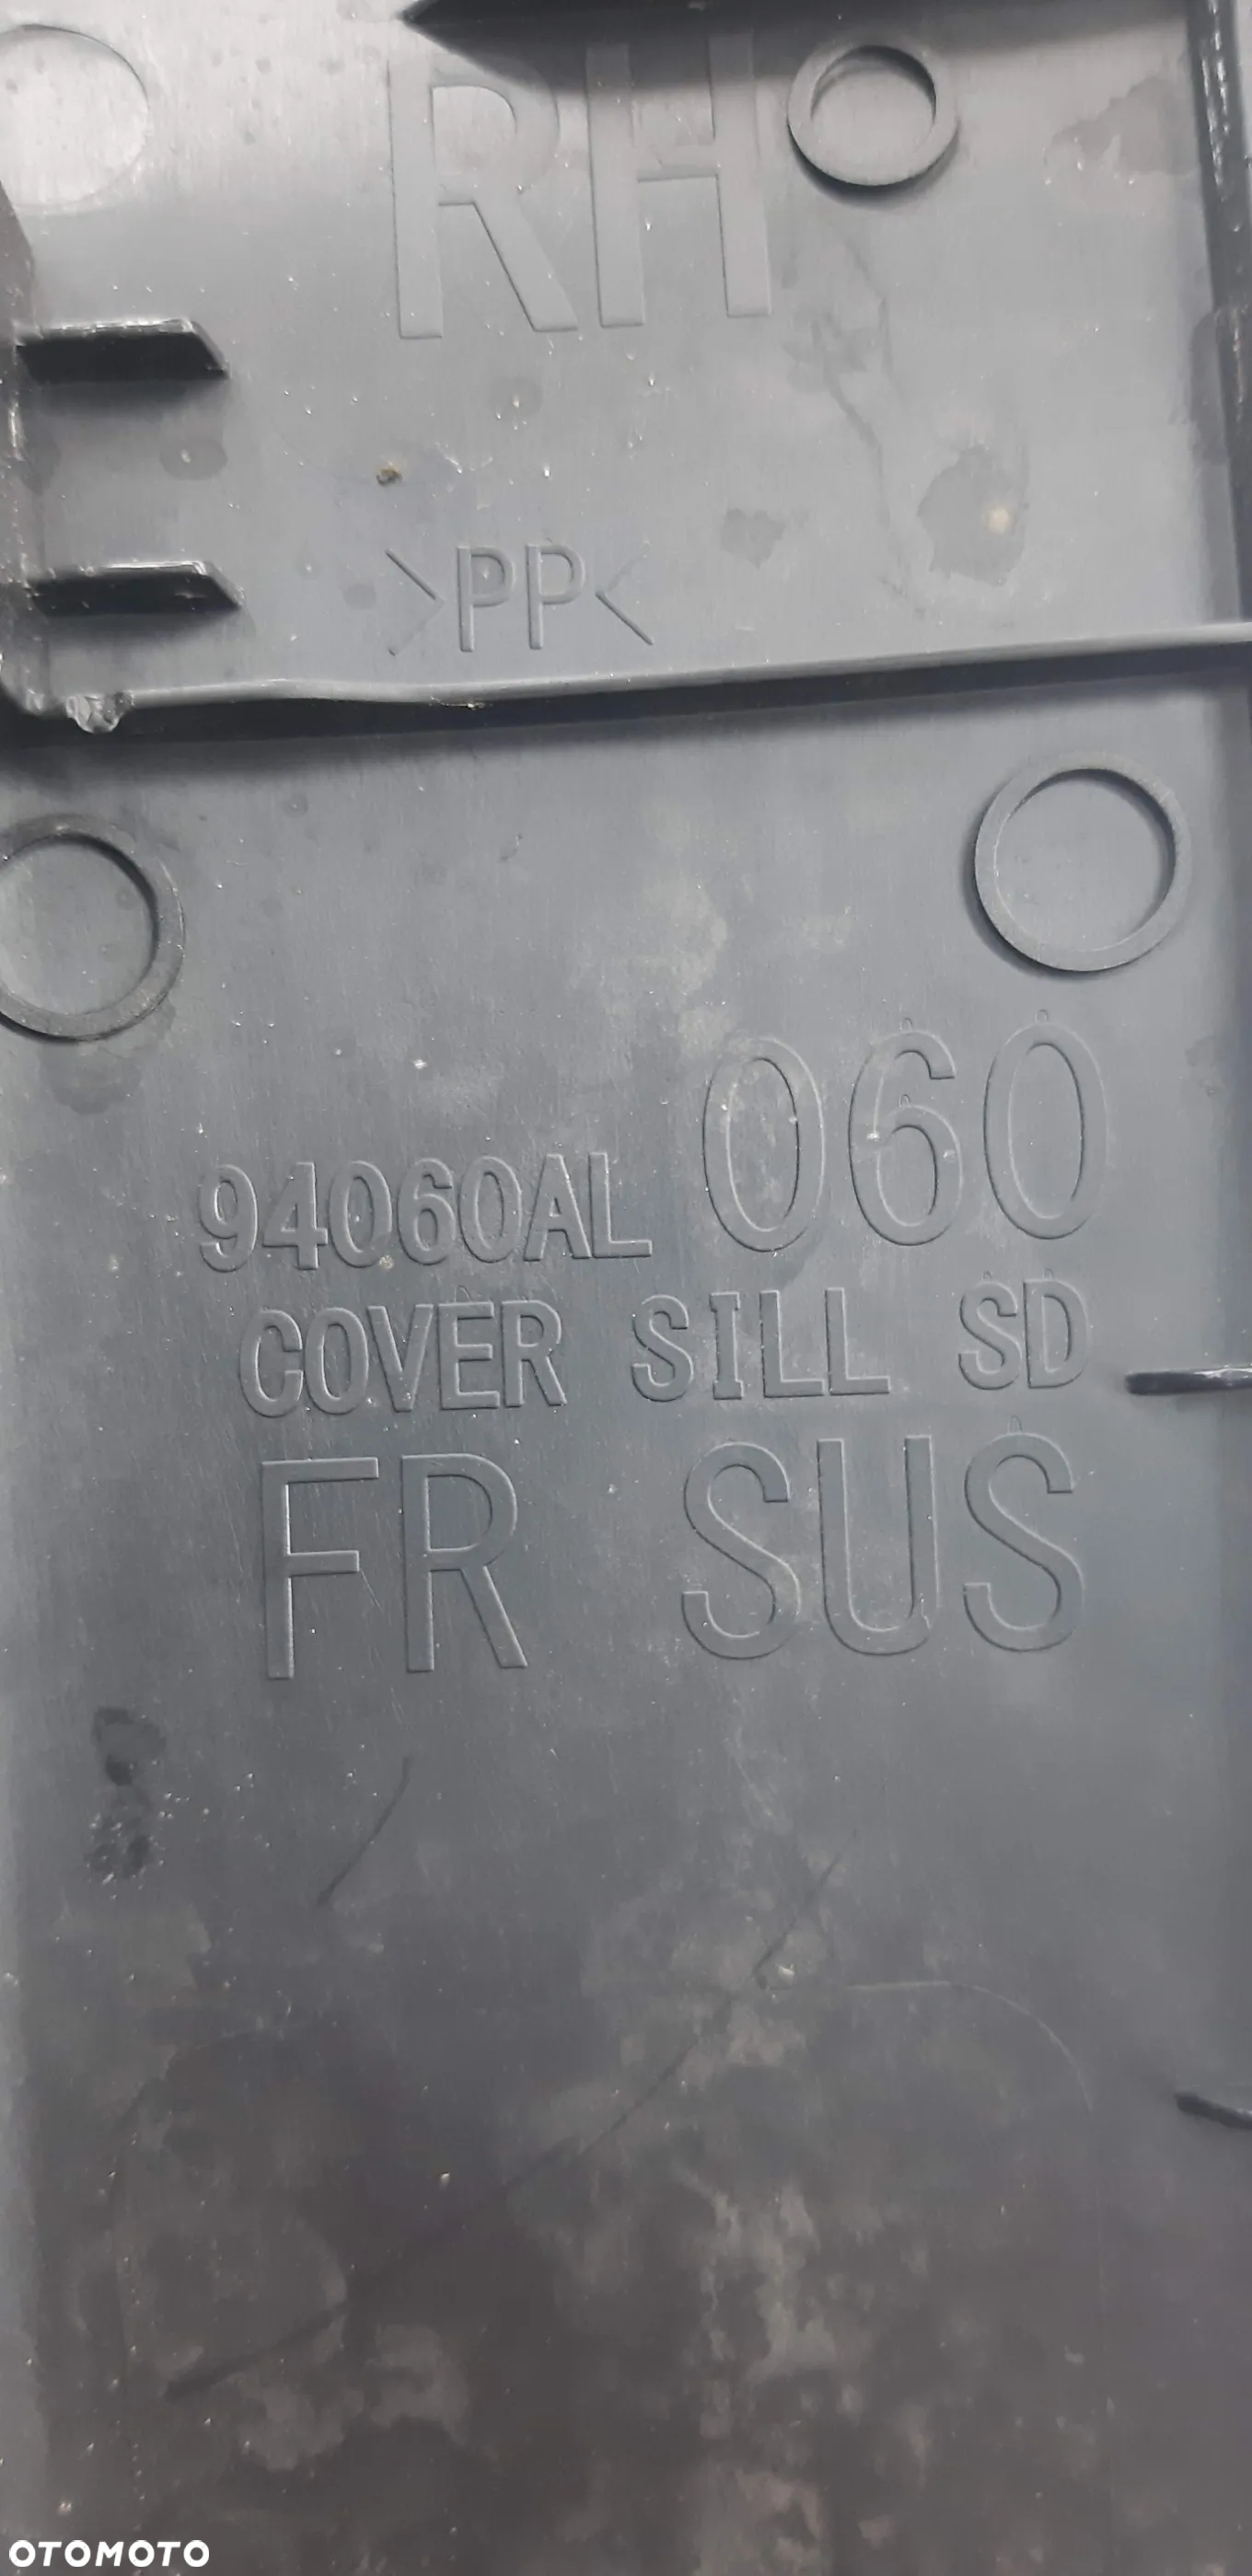 RH
>PP<
94060AL 060
COVER SILL SD
FR SUS
OTOMOTO